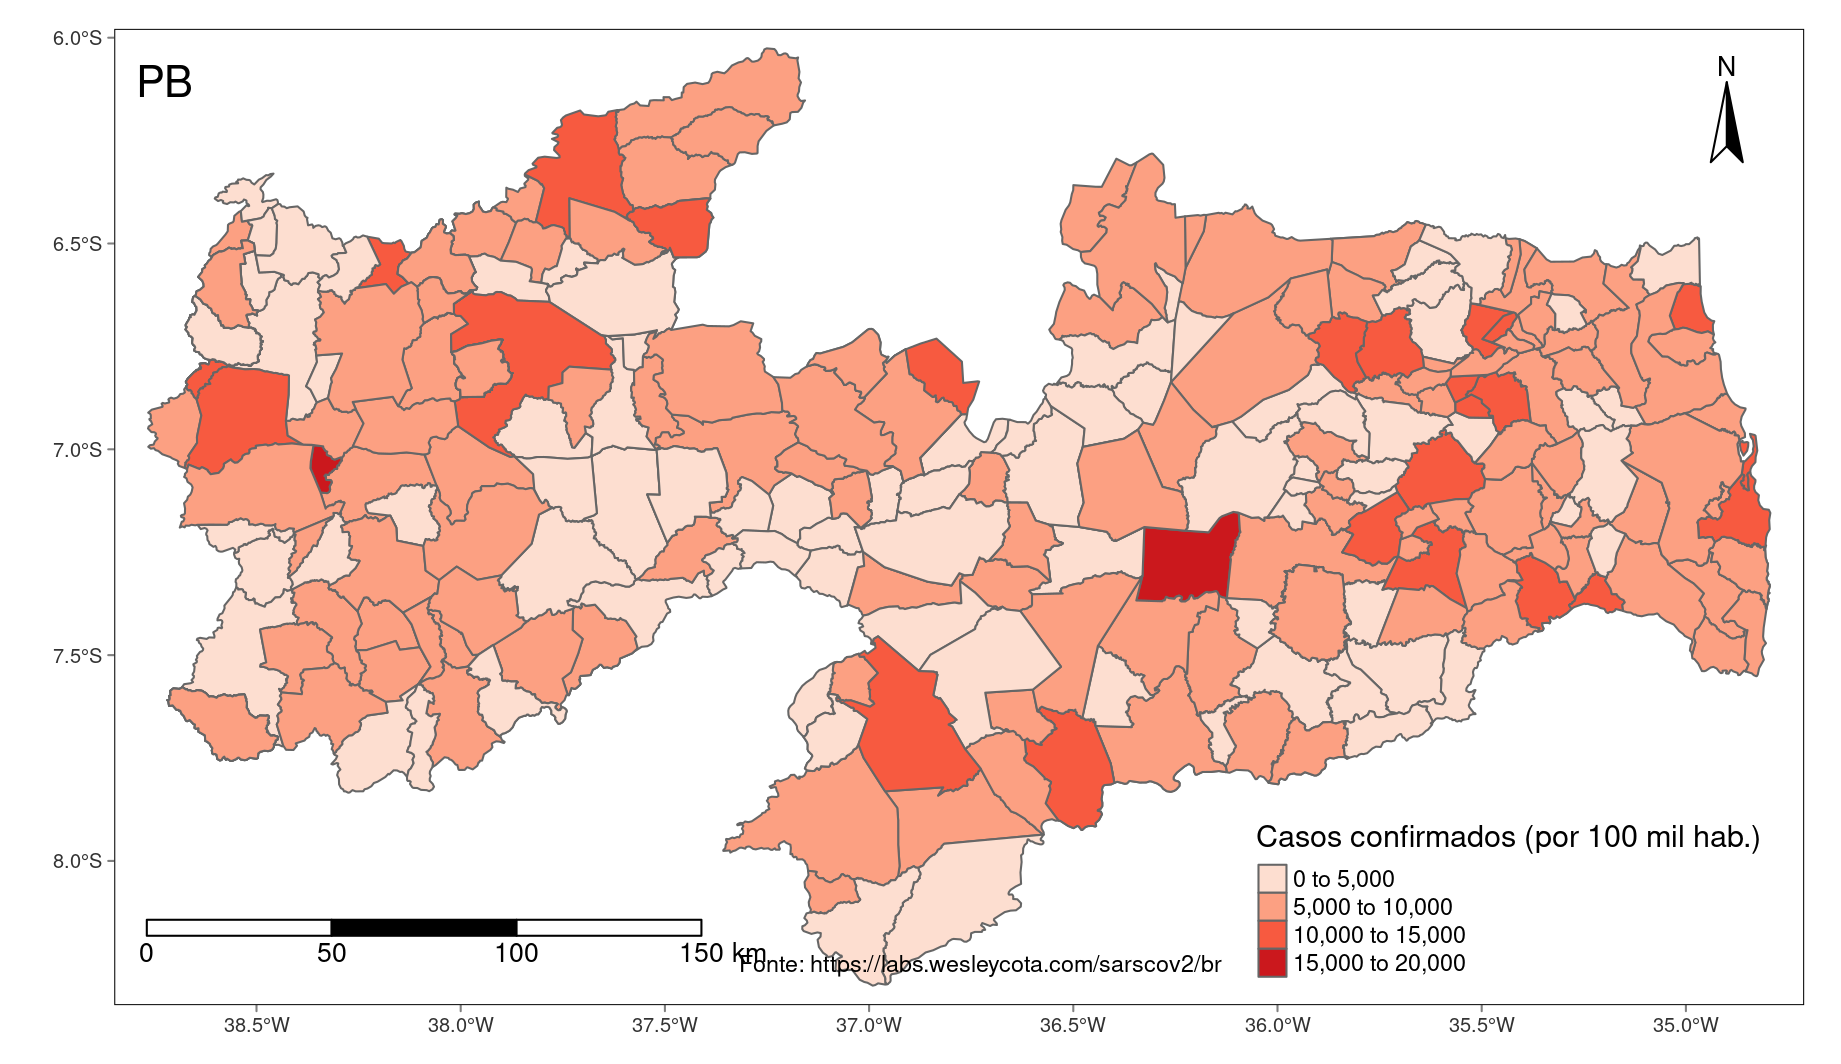 6.0°S
PB
N
6.5°S
7.0°S
7.5°S
8.0°S
Casos confirmados (por 100 mil hab.)
0 to 5,000
5,000 to 10,000
10,000 to 15,000
15,000 to 20,000
0 50 100 150 km
Fonte: https://labs.wesleycota.com/sarscov2/br
38.5°W 38.0°W 37.5°W 37.0°W 36.5°W 36.0°W 35.5°W 35.0°W